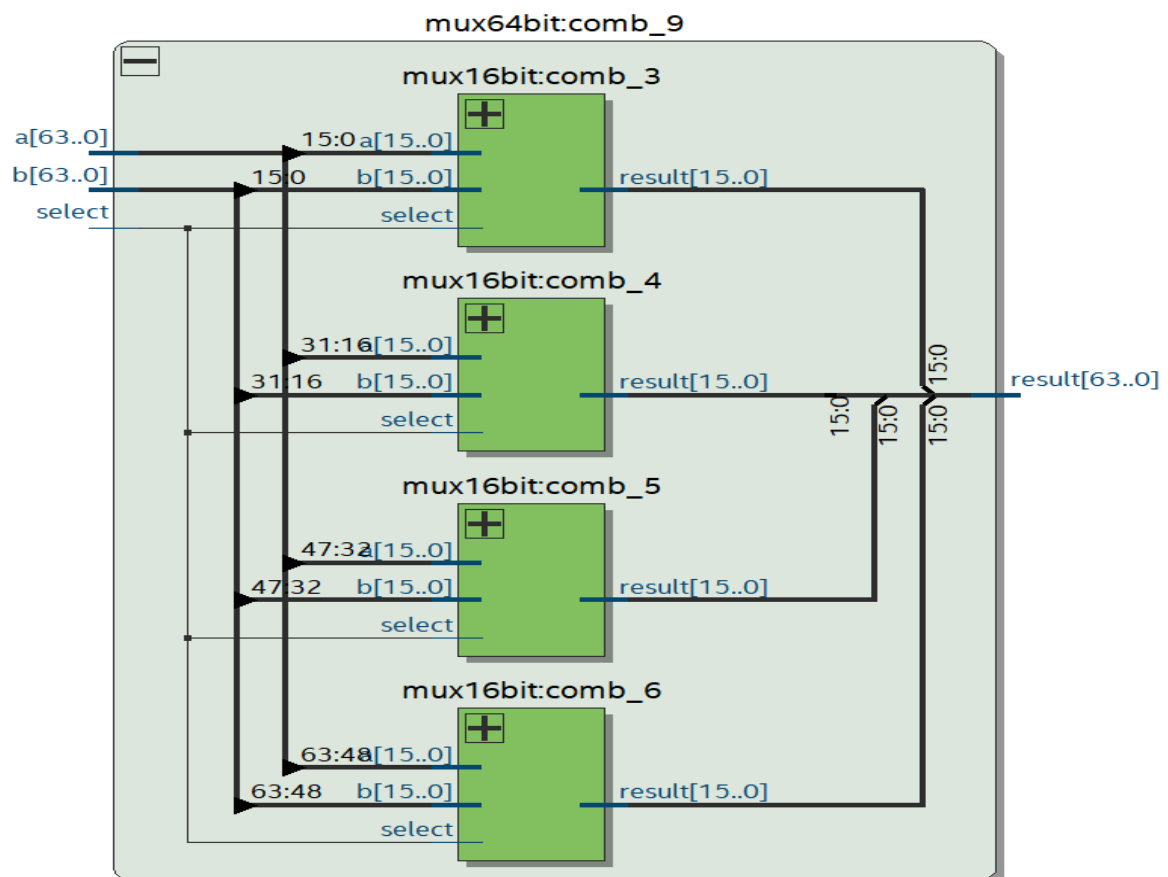 mux64bit:comb_9
mux16bit:comb_3
a[63..0]
15:0
a[15..0]
b[63..0]
15:0
b[15..0]
result[15..0]
select
select
mux16bit:comb_4
31:16
a[15..0]
31:16
b[15..0]
result[15..0]
select
15:0
15:0
15:0
15:0
result[63..0]
mux16bit:comb_5
47:32
a[15..0]
47:32
b[15..0]
result[15..0]
select
mux16bit:comb_6
63:48
a[15..0]
63:48
b[15..0]
result[15..0]
select